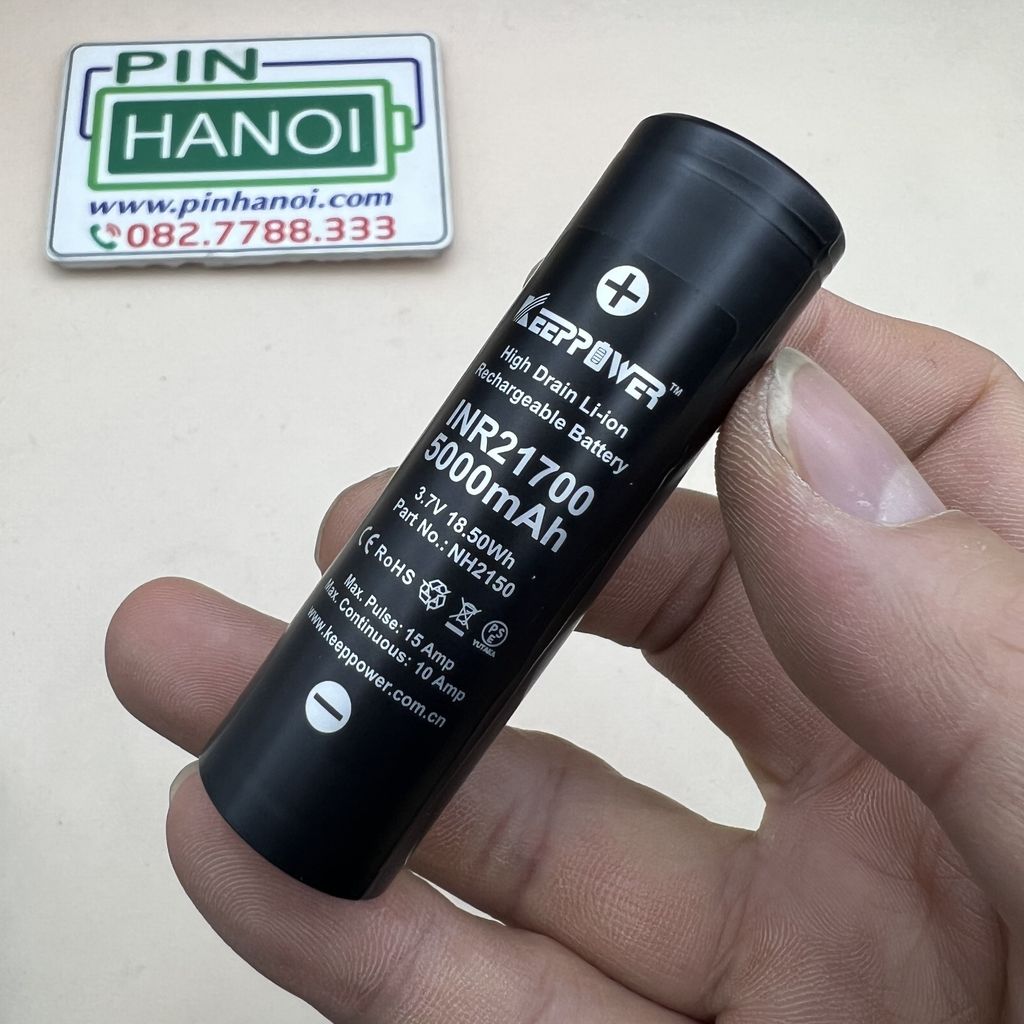 PIN
HANOI
www.pinhanoi.com
082.7788.333
KEEPPOWER™
High Drain Li-ion
Rechargeable Battery
INR21700
5000mAh
3.7V 18.50Wh
Part No.: NH2150
CE RoHS
PS
E
YUTAKA
Max. Pulse: 15 Amp
Max. Continuous: 10 Amp
www.keeppower.com.cn